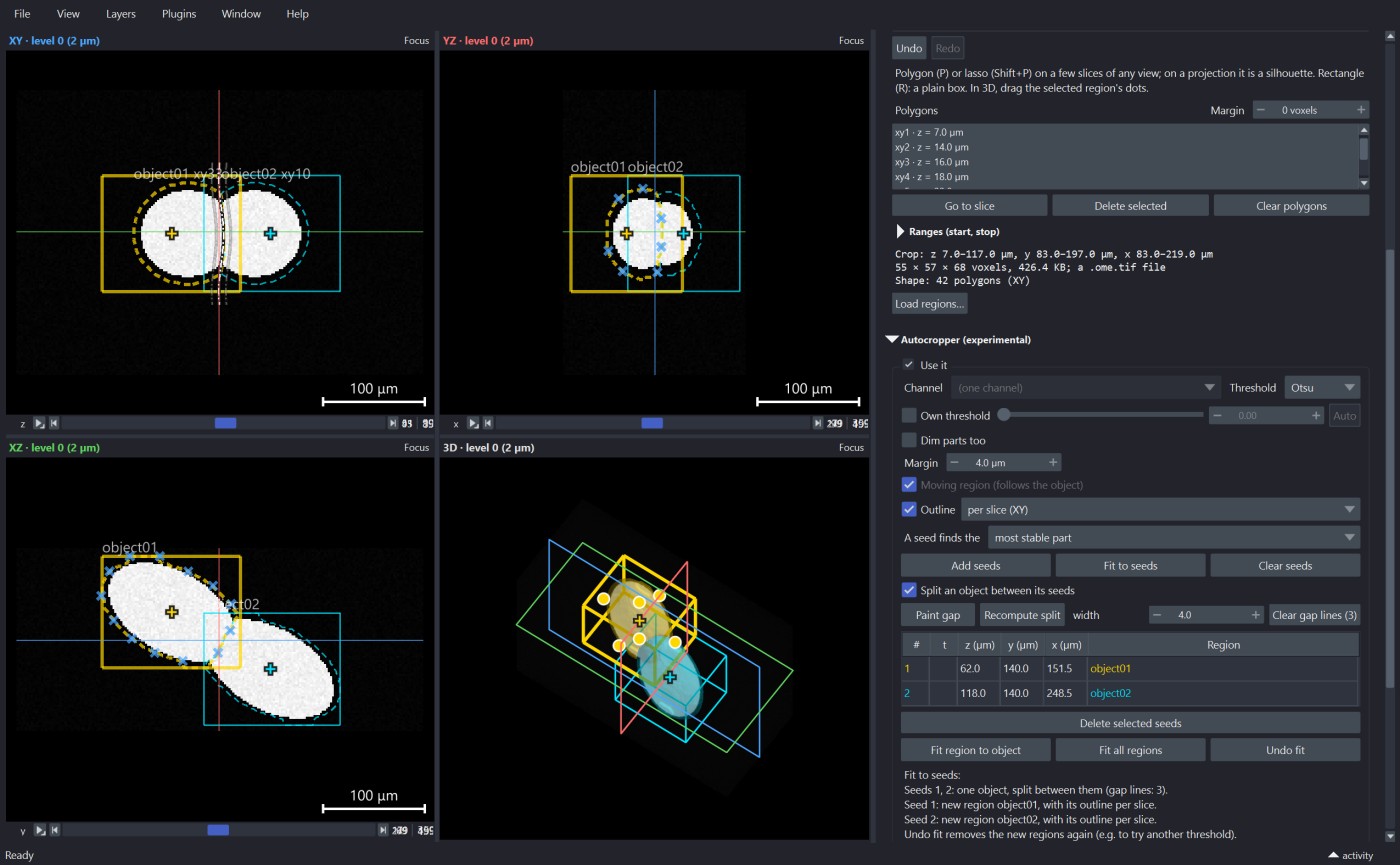 File View Layers Plugins Window Help
XY · level 0 (2 µm) Focus
object01 xy33 object02 xy10
100 µm
z
YZ · level 0 (2 µm) Focus
object01 object02
100 µm
x
XZ · level 0 (2 µm) Focus
object01
100 µm
y
3D · level 0 (2 µm) Focus
Undo Redo
Polygon (P) or lasso (Shift+P) on a few slices of any view; on a projection it is a silhouette. Rectangle
(R): a plain box. In 3D, drag the selected region's dots.
Polygons Margin − 0 voxels +
xy1 · z = 7.0 µm
xy2 · z = 14.0 µm
xy3 · z = 16.0 µm
xy4 · z = 18.0 µm
Go to slice Delete selected Clear polygons
Ranges (start, stop)
Crop: z 7.0–117.0 µm, y 83.0–197.0 µm, x 83.0–219.0 µm
55 × 57 × 68 voxels, 426.4 KB; a .ome.tif file
Shape: 42 polygons (XY)
Load regions...
Autocropper (experimental)
Use it
Channel (one channel) Threshold Otsu
Own threshold − 0.00 + Auto
Dim parts too
Margin − 4.0 µm +
Moving region (follows the object)
Outline per slice (XY)
A seed finds the most stable part
Add seeds Fit to seeds Clear seeds
Split an object between its seeds
Paint gap Recompute split width − 4.0 + Clear gap lines (3)
# t z (µm) y (µm) x (µm) Region
1 62.0 140.0 151.5 object01
2 118.0 140.0 248.5 object02
Delete selected seeds
Fit region to object Fit all regions Undo fit
Fit to seeds:
Seeds 1, 2: one object, split between them (gap lines: 3).
Seed 1: new region object01, with its outline per slice.
Seed 2: new region object02, with its outline per slice.
Undo fit removes the new regions again (e.g. to try another threshold).
Ready activity